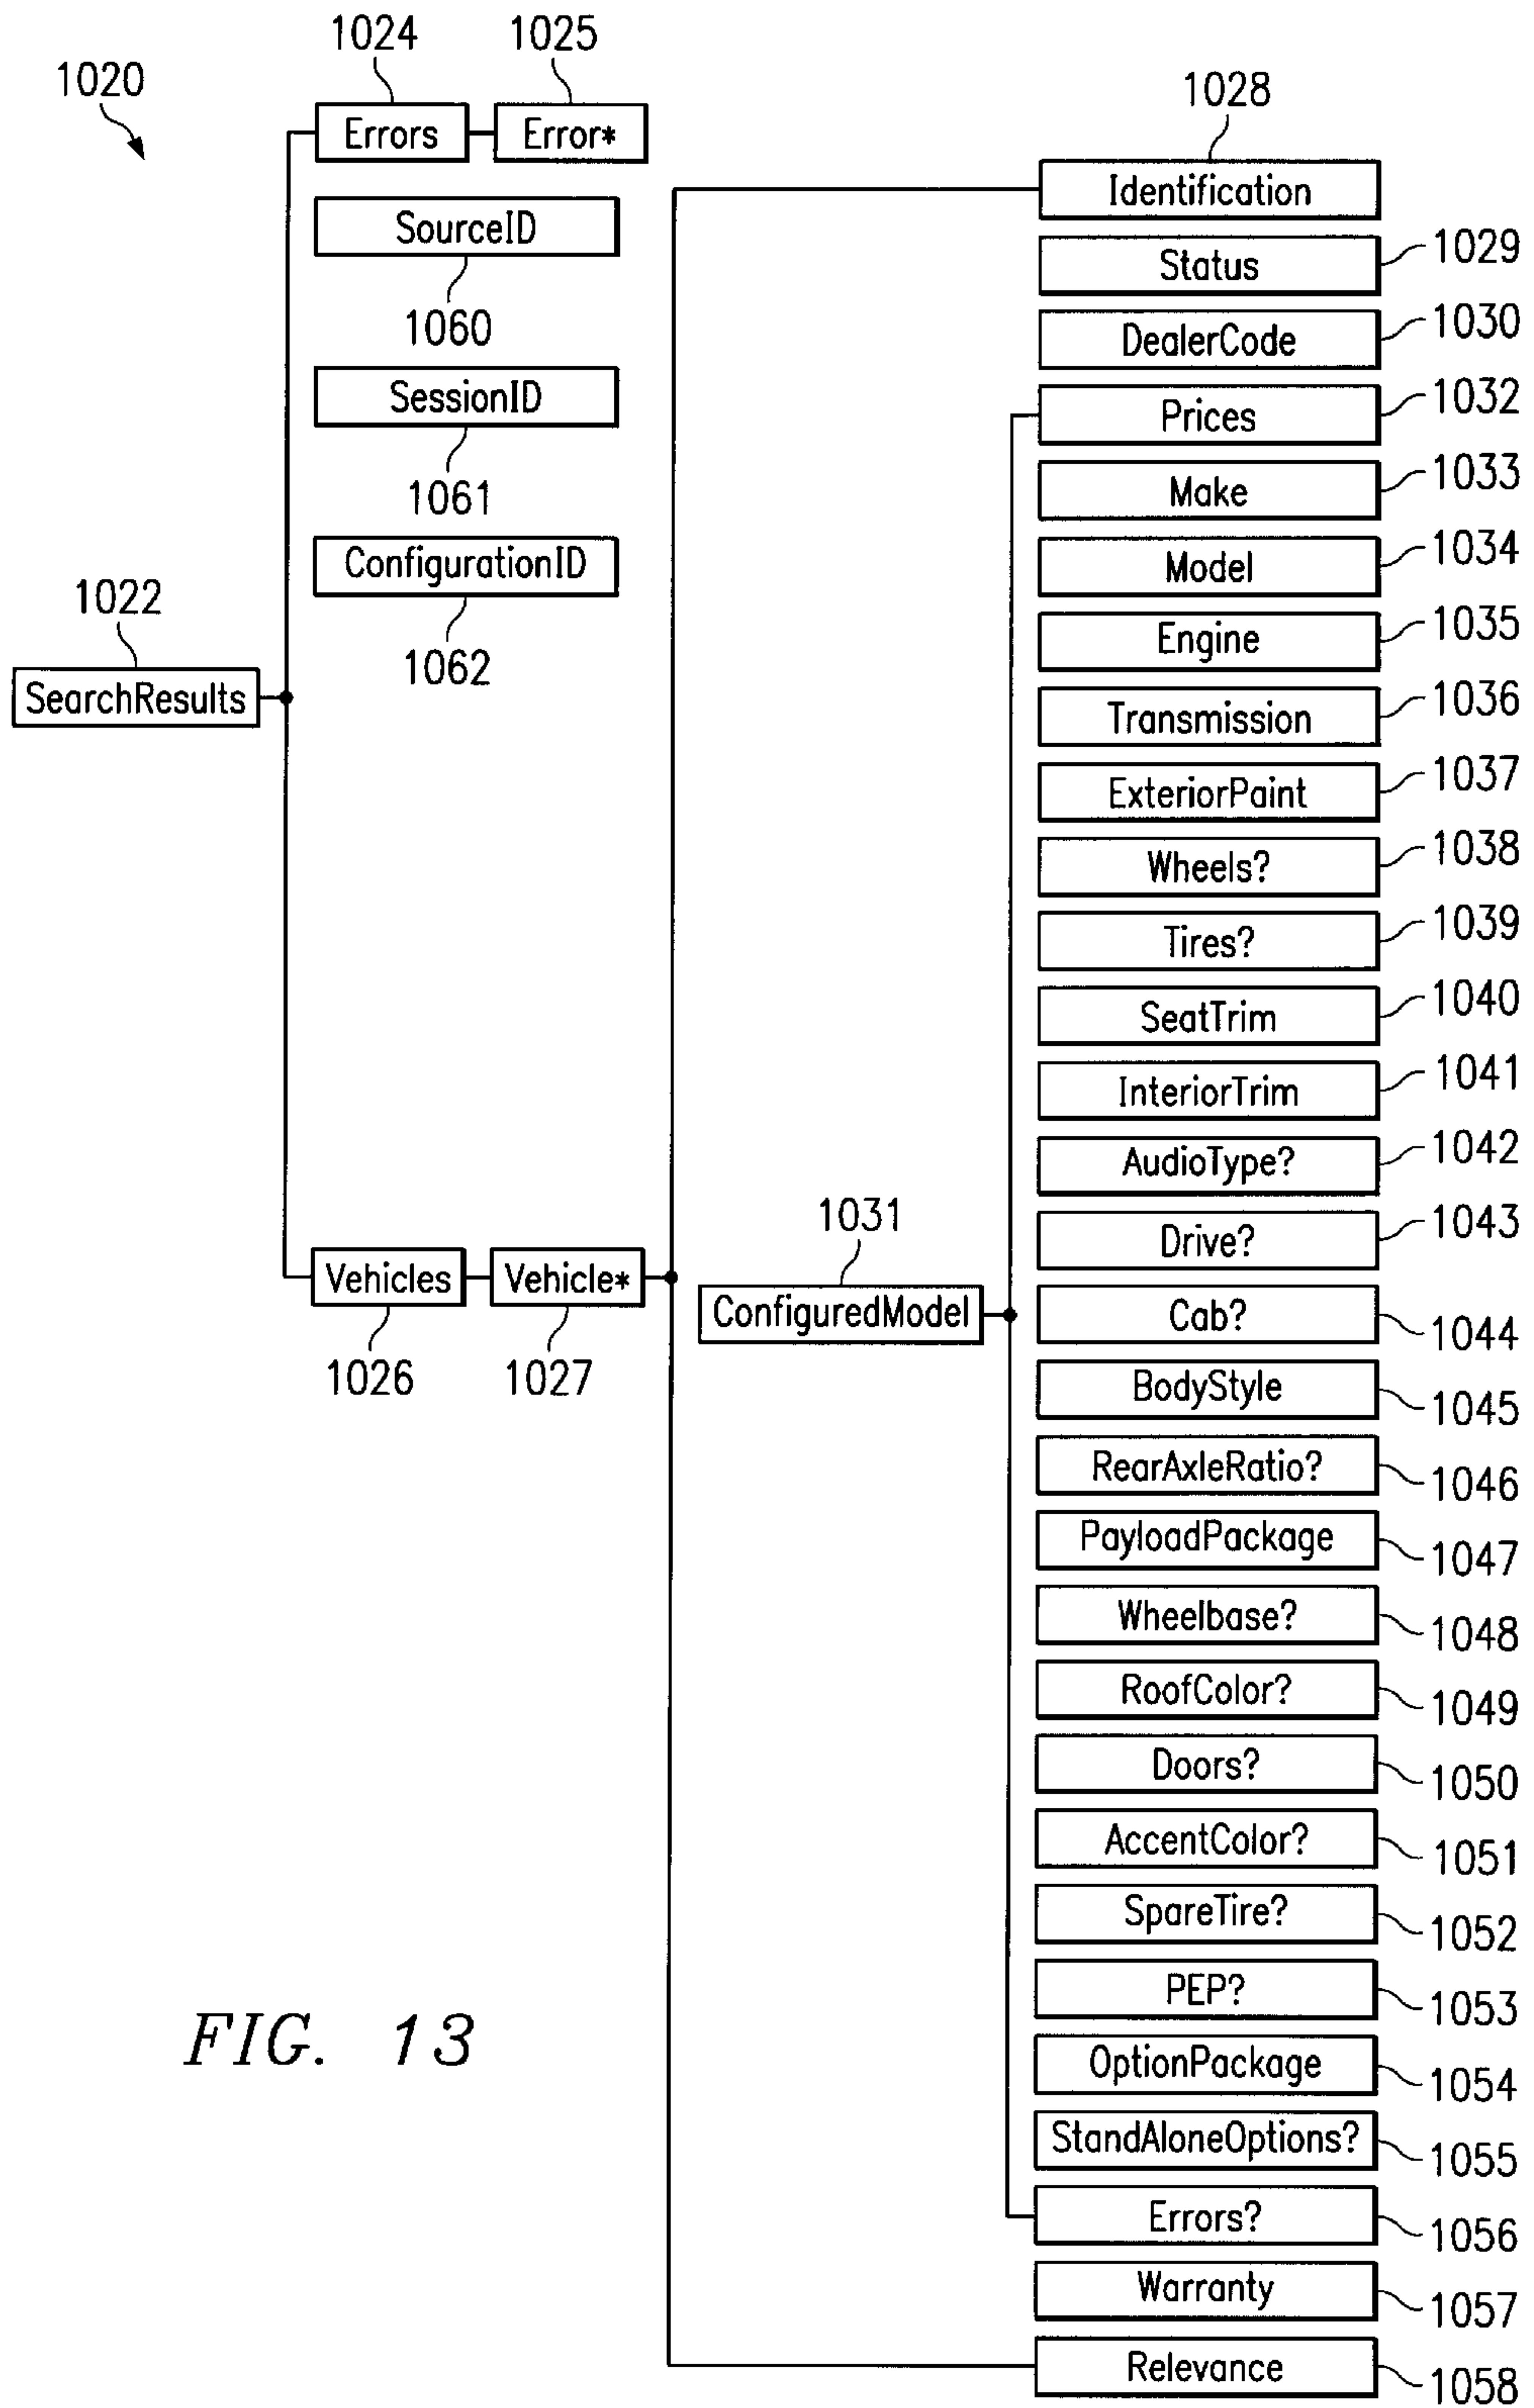 1020
1024
1025
Errors
Error*
SourceID
1060
SessionID
1061
ConfigurationID
1062
1022
SearchResults
Vehicles
Vehicle*
1026
1027
1031
ConfiguredModel
1028
Identification
Status 1029
DealerCode 1030
Prices 1032
Make 1033
Model 1034
Engine 1035
Transmission 1036
ExteriorPaint 1037
Wheels? 1038
Tires? 1039
SeatTrim 1040
InteriorTrim 1041
AudioType? 1042
Drive? 1043
Cab? 1044
BodyStyle 1045
RearAxleRatio? 1046
PayloadPackage 1047
Wheelbase? 1048
RoofColor? 1049
Doors? 1050
AccentColor? 1051
SpareTire? 1052
PEP? 1053
OptionPackage 1054
StandAloneOptions? 1055
Errors? 1056
Warranty 1057
Relevance 1058
FIG. 13